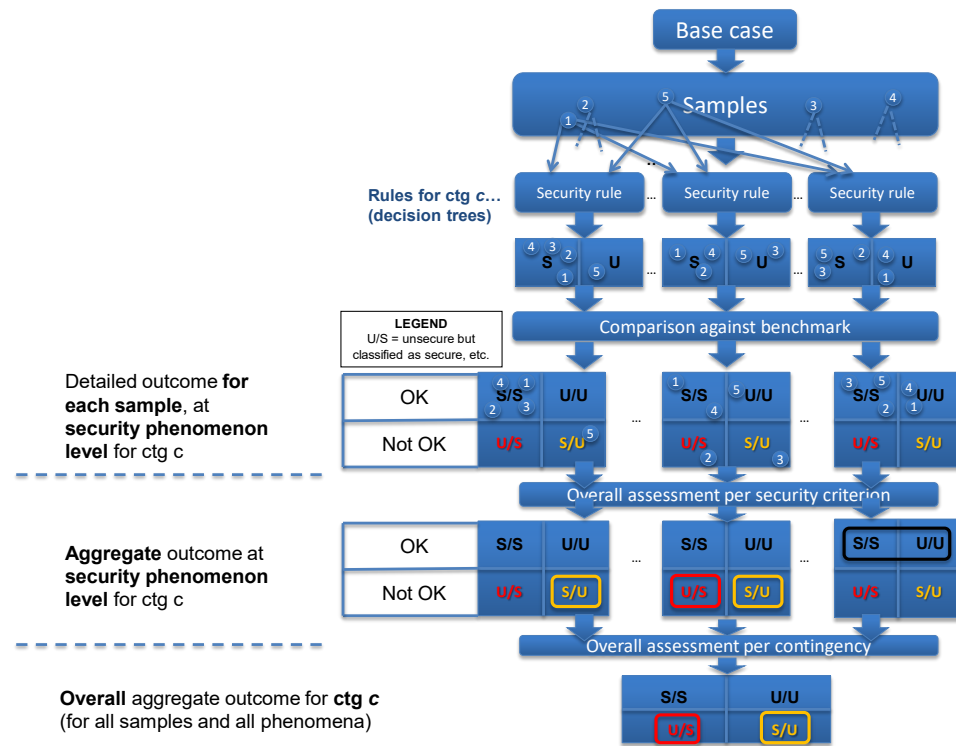 Base case
Samples
1
2
5
3
4
..
Rules for ctg c…
(decision trees)
Security rule
...
Security rule
...
Security rule
4 3 2
S
1
U
5
...
1 4
S
2
5 U 3
...
5 2
S
3
4
U
1
Comparison against benchmark
LEGEND
U/S = unsecure but
classified as secure, etc.
Detailed outcome for
each sample, at
security phenomenon
level for ctg c
OK
4 1
S/S
2 3
U/U
...
1
S/S
4
5
U/U
...
3 5
S/S
2
4
U/U
1
Not OK
U/S
S/U 5
U/S
2
S/U
3
U/S
S/U
Overall assessment per security criterion
Aggregate outcome at
security phenomenon
level for ctg c
OK
S/S
U/U
...
S/S
U/U
...
S/S
U/U
Not OK
U/S
S/U
U/S
S/U
U/S
S/U
Overall assessment per contingency
Overall aggregate outcome for ctg c
(for all samples and all phenomena)
S/S
U/U
U/S
S/U